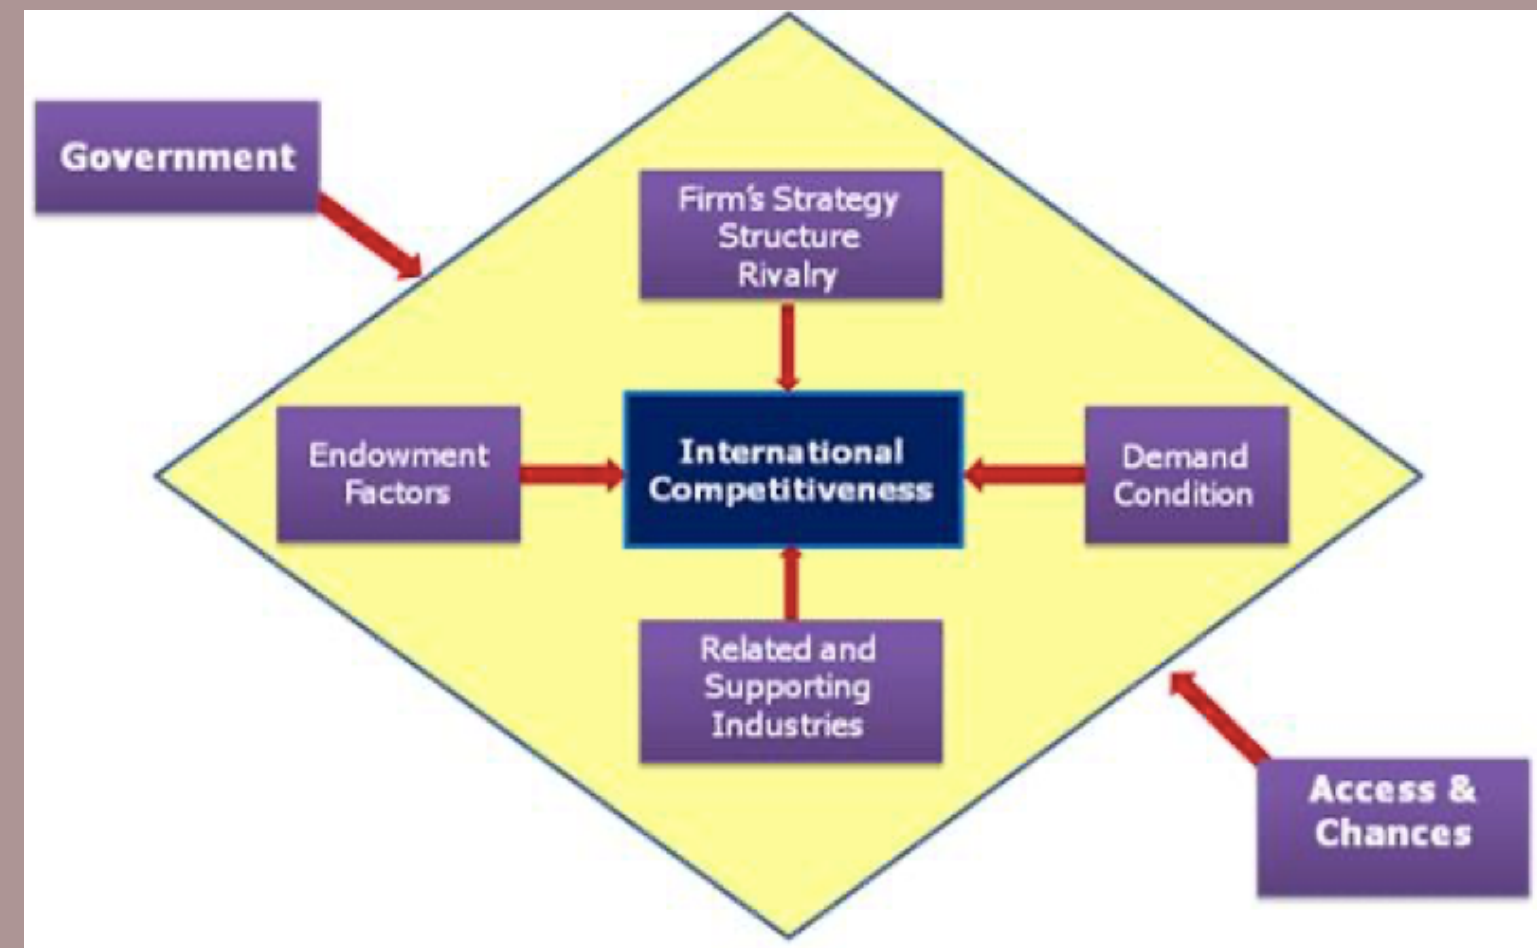 Government
Firm's Strategy
Structure
Rivalry
Endowment
Factors
International
Competitiveness
Demand
Condition
Related and
Supporting
Industries
Access &
Chances